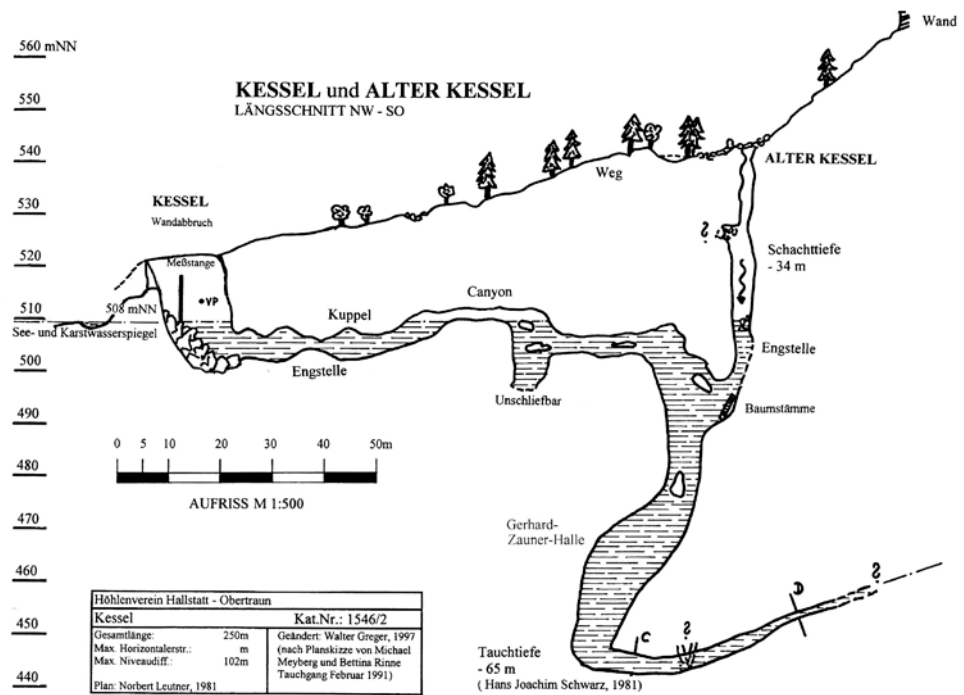 560 mNN
Wand
550
KESSEL und ALTER KESSEL
LÄNGSSCHNITT NW - SO
540
ALTER KESSEL
Weg
KESSEL
530
Wandabbruch
Schachttiefe
- 34 m
520
Meßstange
VP
Canyon
510
508 mNN
Kuppel
See- und Karstwasserspiegel
Engstelle
500
Engstelle
Unschliefbar
Baumstämme
490
0 5 10 20 30 40 50m
480
AUFRISS M 1:500
470
Gerhard-
Zauner-Halle
460
?
D
Höhlenverein Hallstatt - Obertraun
Kessel Kat.Nr.: 1546/2
Gesamtlänge: 250m
Max. Horizontalerstr.: m
Max. Niveaudiff.: 102m
Plan: Norbert Leutner, 1981
Geändert: Walter Greger, 1997
(nach Planskizze von Michael
Meyberg und Bettina Rinne
Tauchgang Februar 1991)
450
C
?
Tauchtiefe
- 65 m
( Hans Joachim Schwarz, 1981)
440